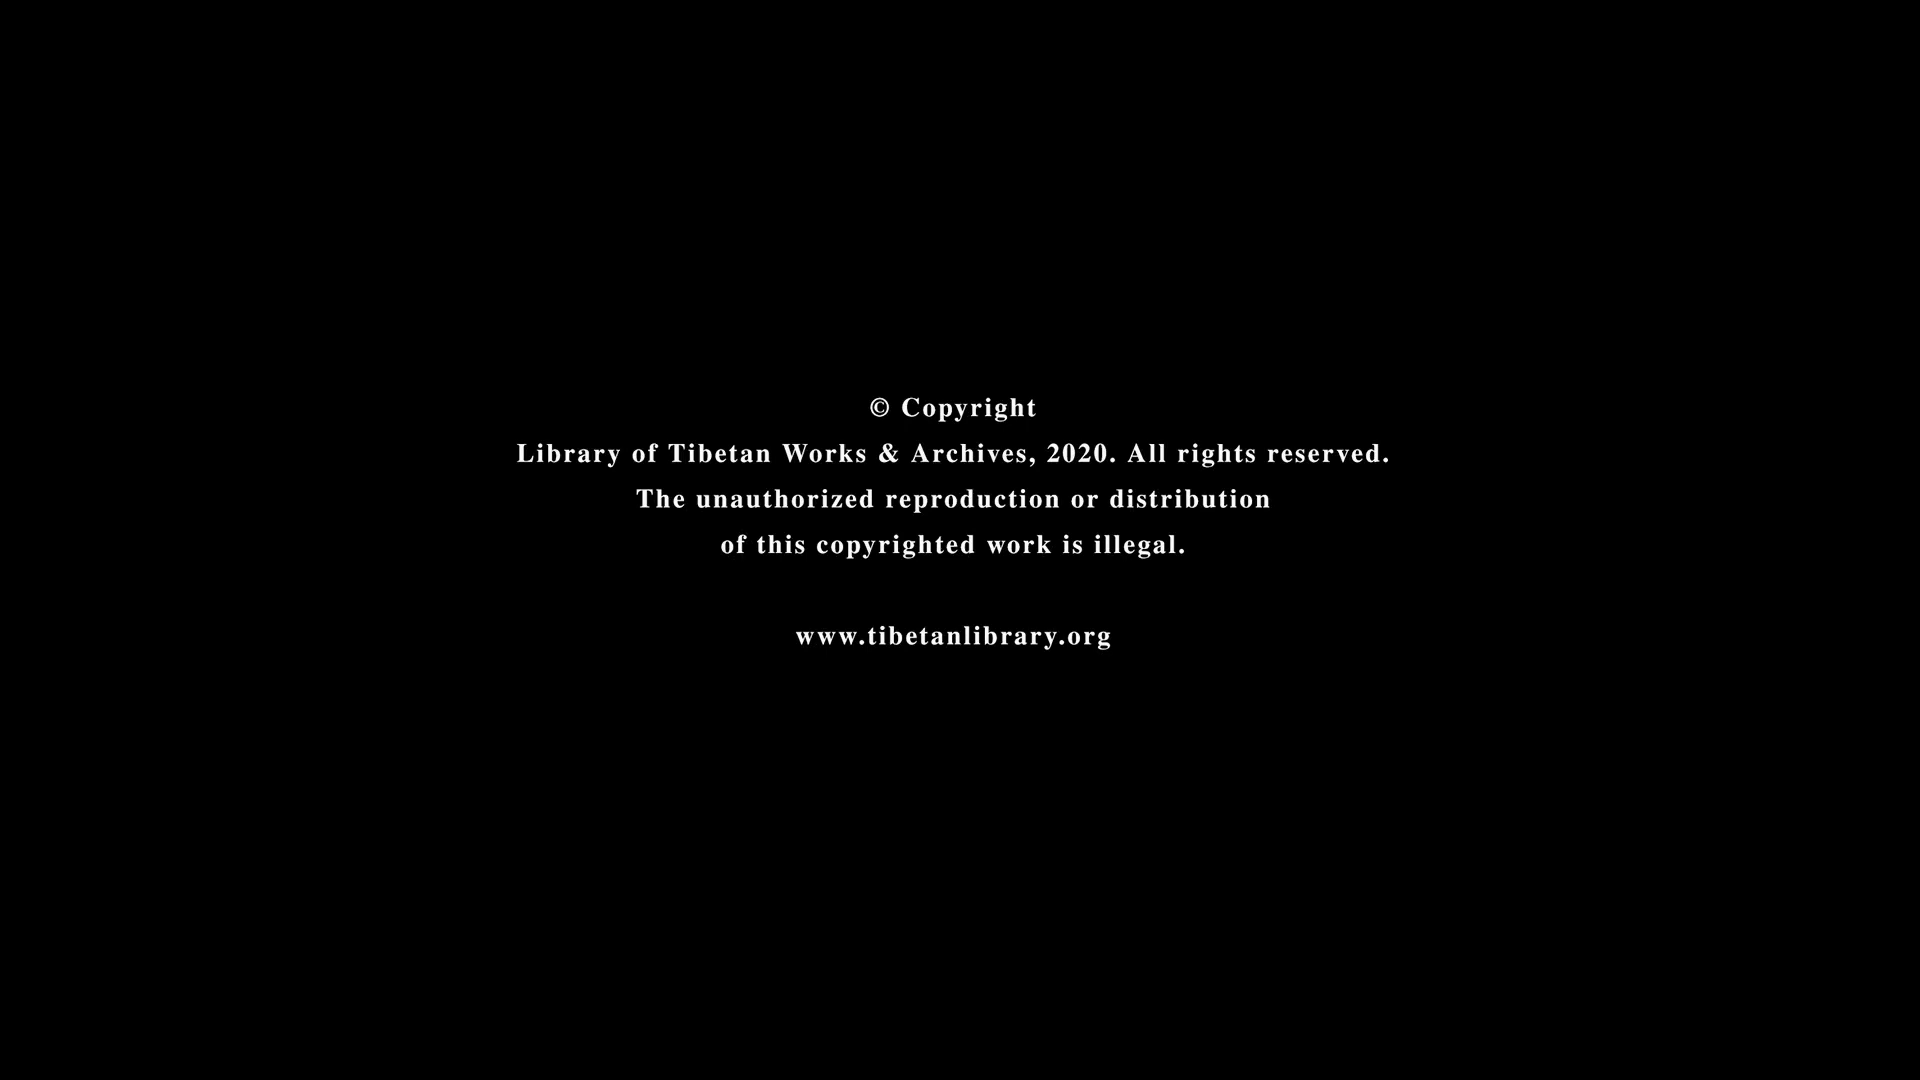 © Copyright
Library of Tibetan Works & Archives, 2020. All rights reserved.
The unauthorized reproduction or distribution
of this copyrighted work is illegal.
www.tibetanlibrary.org